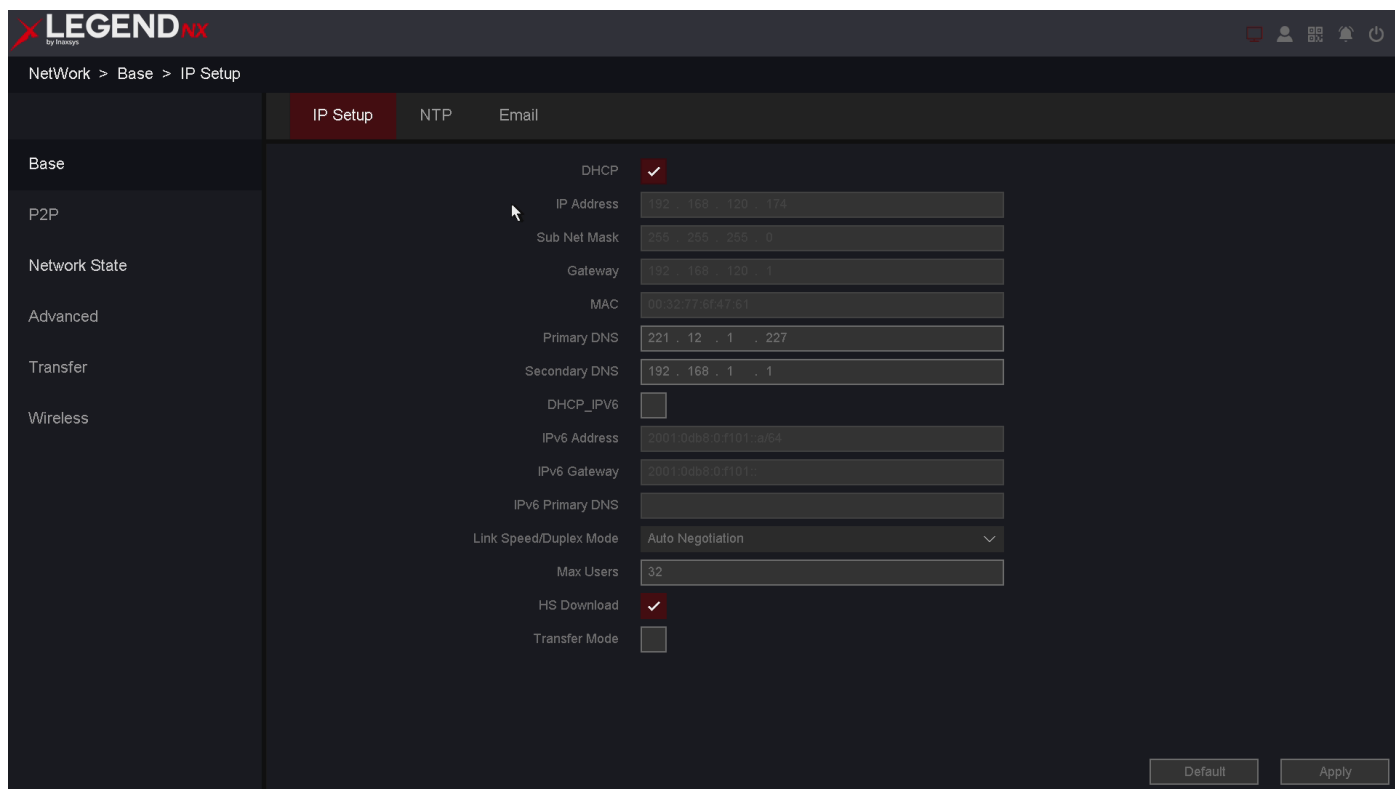 LEGENDNX
by Inaxsys
NetWork > Base > IP Setup
IP Setup NTP Email
Base
P2P
Network State
Advanced
Transfer
Wireless
DHCP
IP Address 192 . 168 . 120 . 174
Sub Net Mask 255 . 255 . 255 . 0
Gateway 192 . 168 . 120 . 1
MAC 00:32:77:6f:47:61
Primary DNS 221 . 12 . 1 . 227
Secondary DNS 192 . 168 . 1 . 1
DHCP_IPV6
IPv6 Address 2001:0db8:0:f101::a/64
IPv6 Gateway 2001:0db8:0:f101::
IPv6 Primary DNS
Link Speed/Duplex Mode Auto Negotiation
Max Users 32
HS Download
Transfer Mode
Default Apply